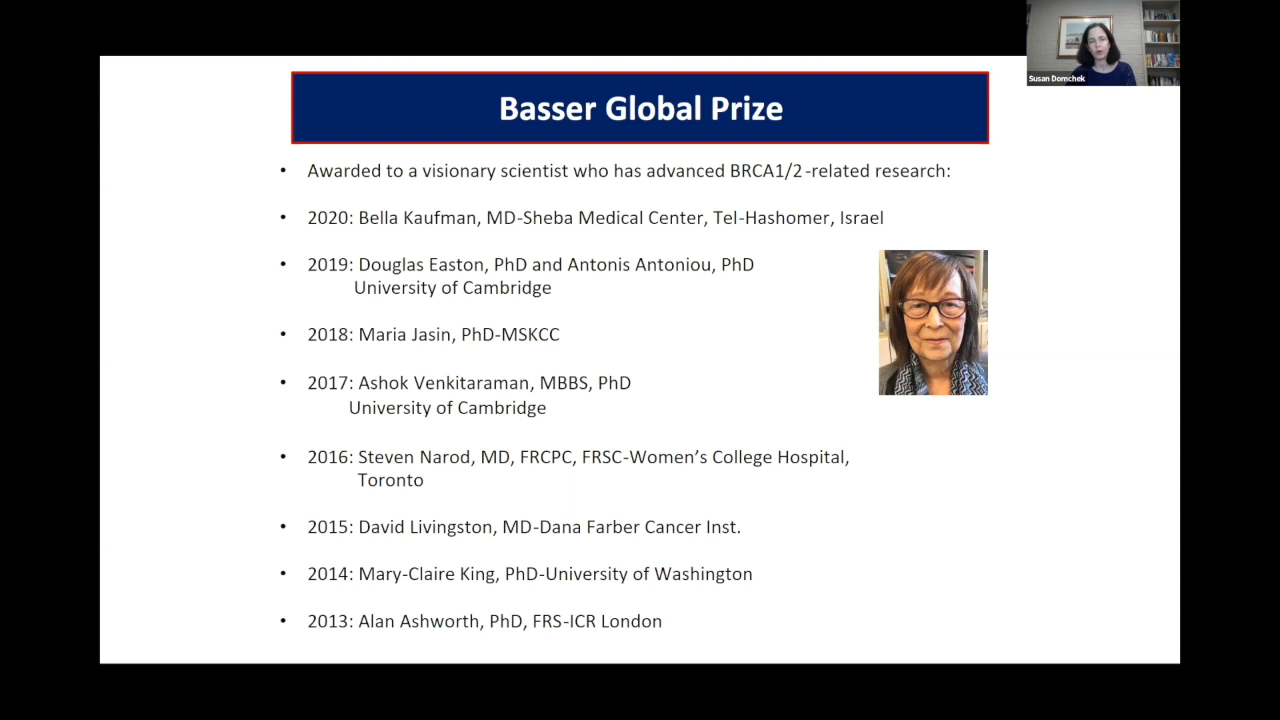 Susan Domchek
Basser Global Prize
• Awarded to a visionary scientist who has advanced BRCA1/2-related research:
• 2020: Bella Kaufman, MD-Sheba Medical Center, Tel-Hashomer, Israel
• 2019: Douglas Easton, PhD and Antonis Antoniou, PhD
University of Cambridge
• 2018: Maria Jasin, PhD-MSKCC
• 2017: Ashok Venkitaraman, MBBS, PhD
University of Cambridge
• 2016: Steven Narod, MD, FRCPC, FRSC-Women’s College Hospital,
Toronto
• 2015: David Livingston, MD-Dana Farber Cancer Inst.
• 2014: Mary-Claire King, PhD-University of Washington
• 2013: Alan Ashworth, PhD, FRS-ICR London